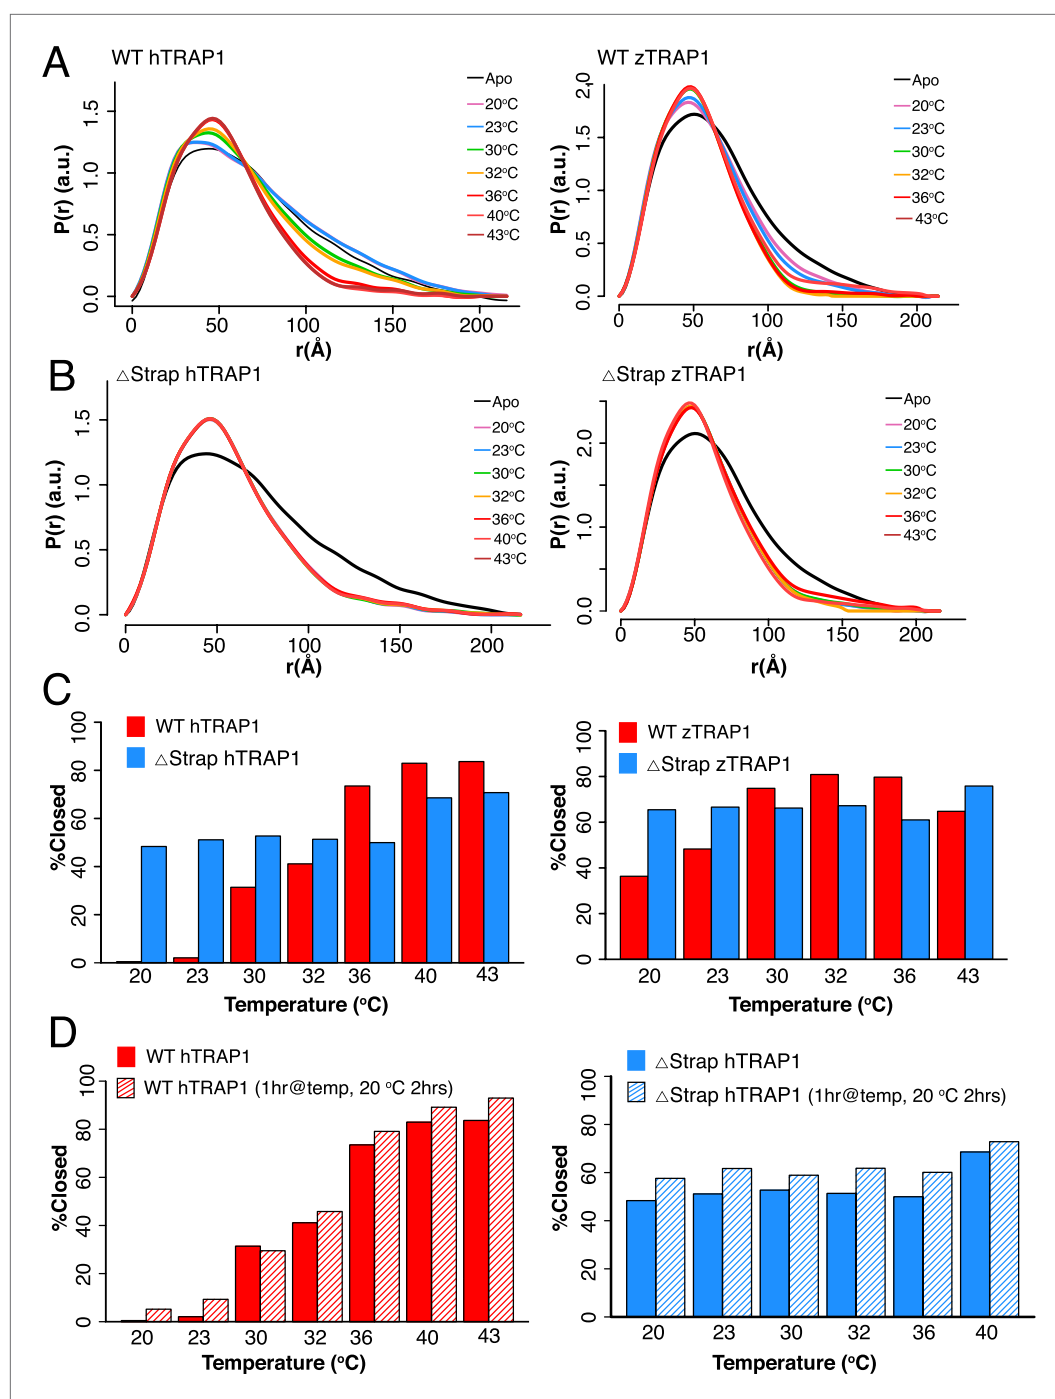 A
WT hTRAP1
P(r) (a.u.)
0.0
0.5
1.0
1.5
0
50
100
150
200
r(Å)
Apo
20°C
23°C
30°C
32°C
36°C
40°C
43°C
WT zTRAP1
P(r) (a.u.)
0.0
0.5
1.0
1.5
2.0
0
50
100
150
200
r(Å)
Apo
20°C
23°C
30°C
32°C
36°C
43°C
B
△Strap hTRAP1
P(r) (a.u.)
0.0
0.5
1.0
1.5
0
50
100
150
200
r(Å)
Apo
20°C
23°C
30°C
32°C
36°C
40°C
43°C
△Strap zTRAP1
P(r) (a.u.)
0.0
1.0
2.0
0
50
100
150
200
r(Å)
Apo
20°C
23°C
30°C
32°C
36°C
43°C
C
WT hTRAP1
△Strap hTRAP1
%Closed
0
20
40
60
80
100
20
23
30
32
36
40
43
Temperature (°C)
WT zTRAP1
△Strap zTRAP1
%Closed
0
20
40
60
80
100
20
23
30
32
36
43
Temperature (°C)
D
WT hTRAP1
WT hTRAP1 (1hr@temp, 20 °C 2hrs)
%Closed
0
20
40
60
80
100
20
23
30
32
36
40
43
Temperature (°C)
△Strap hTRAP1
△Strap hTRAP1 (1hr@temp, 20 °C 2hrs)
%Closed
0
20
40
60
80
100
20
23
30
32
36
40
Temperature (°C)